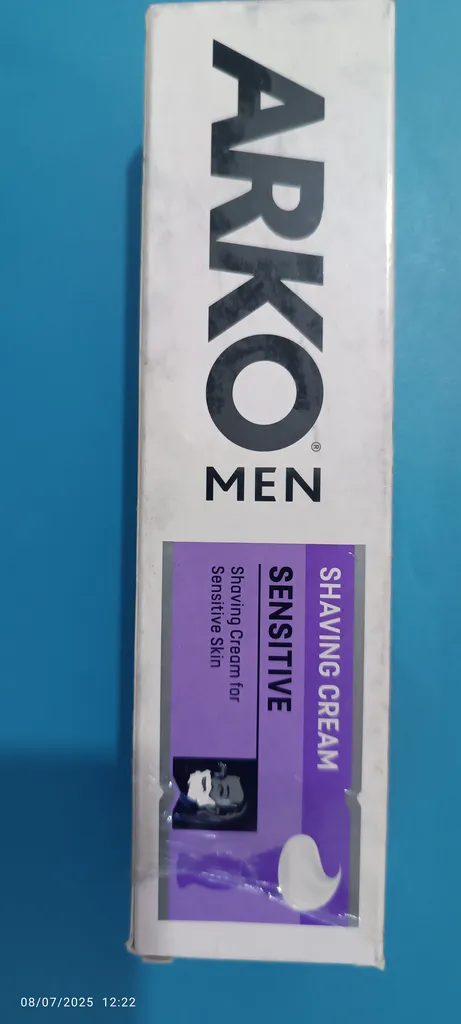 ARKO®
MEN
SHAVING CREAM
SENSITIVE
Shaving Cream for
Sensitive Skin
08/07/2025 12:22